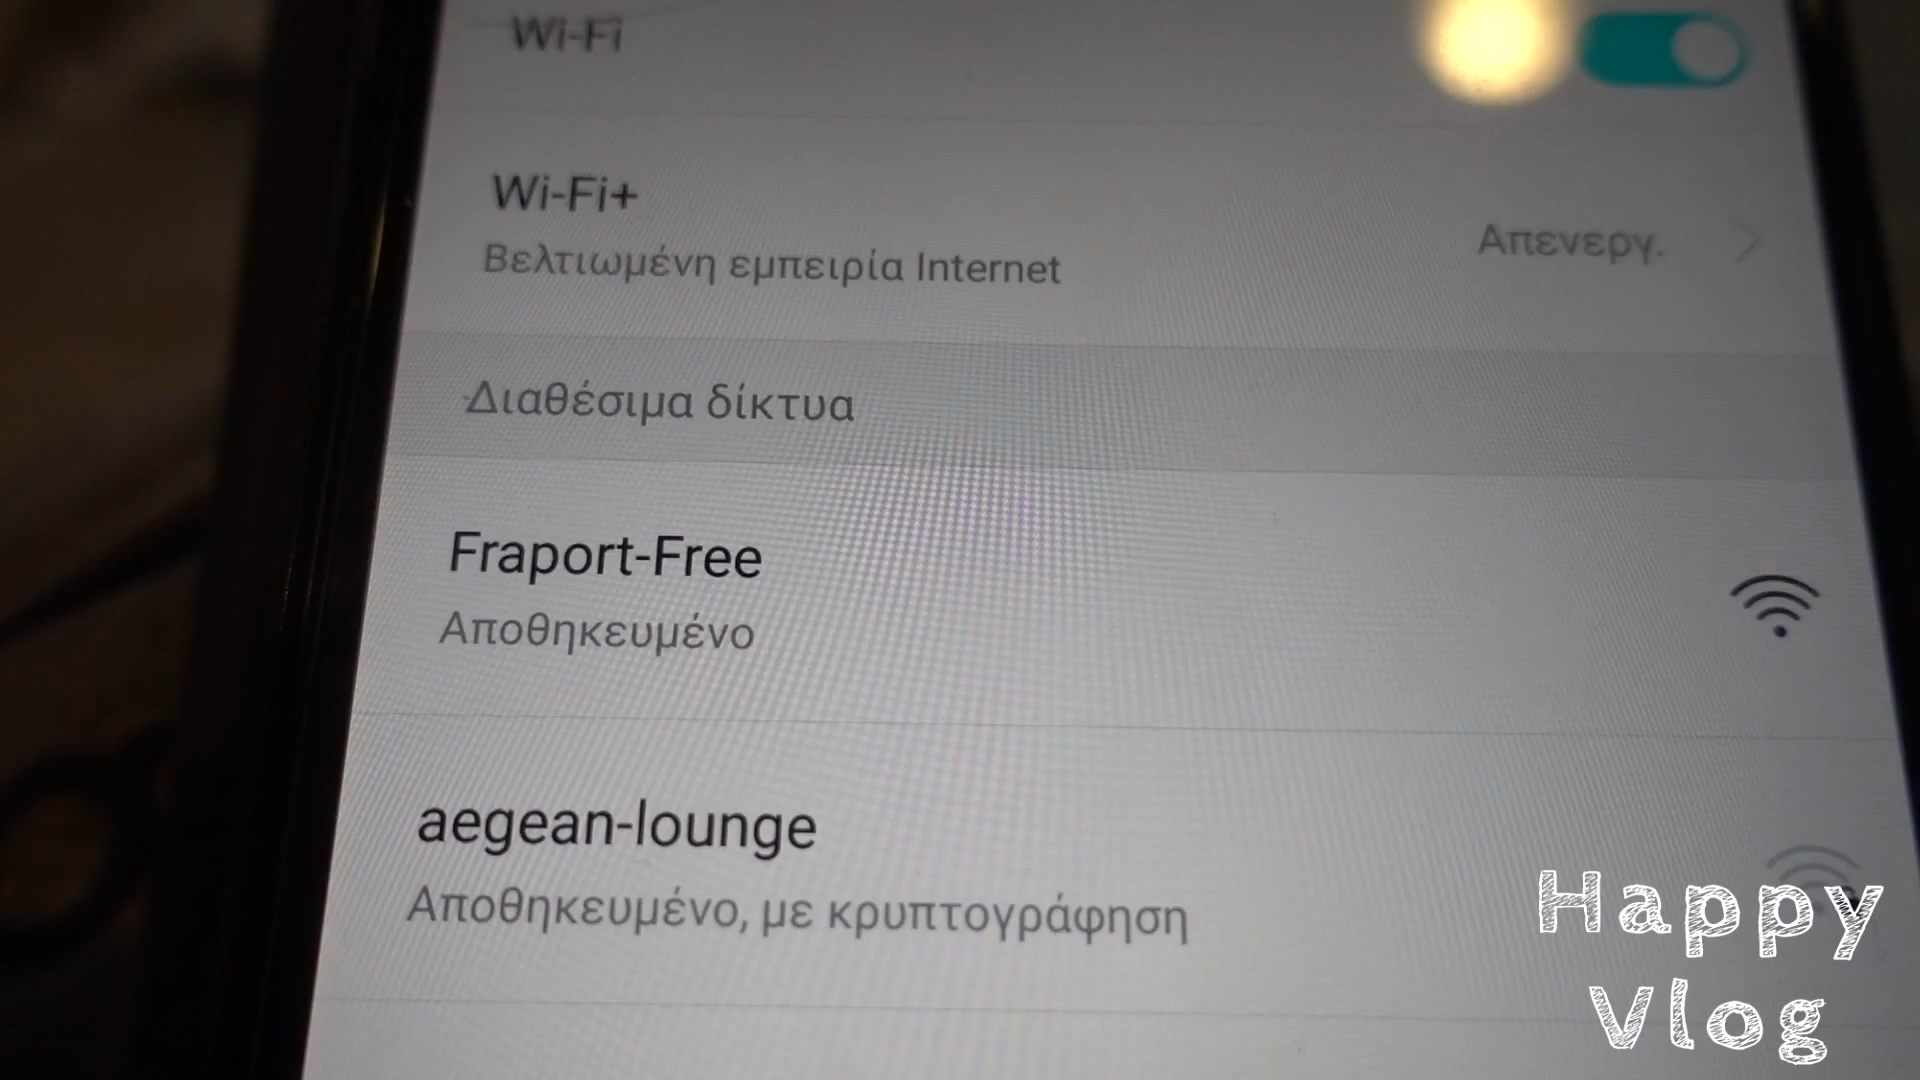 Wi-Fi
Wi-Fi+
Βελτιωμένη εμπειρία Internet
Απενεργ.
Διαθέσιμα δίκτυα
Fraport-Free
Αποθηκευμένο
aegean-lounge
Αποθηκευμένο, με κρυπτογράφηση
Happy
Vlog